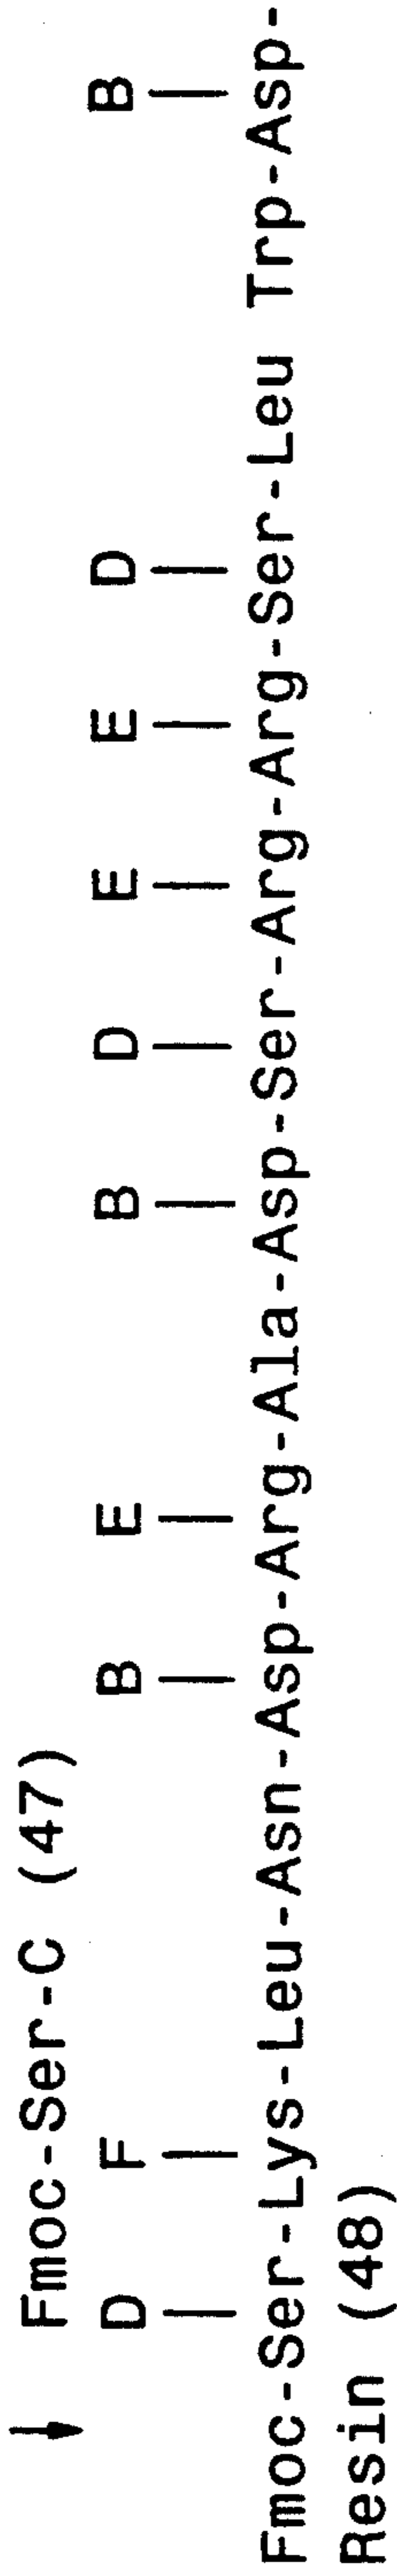 ↓ Fmoc-Ser-C (47)
D F B E B D E E D B
Fmoc-Ser-Lys-Leu-Asn-Asp-Arg-Ala-Asp-Ser-Arg-Arg-Ser-Leu Trp-Asp-
Resin (48)